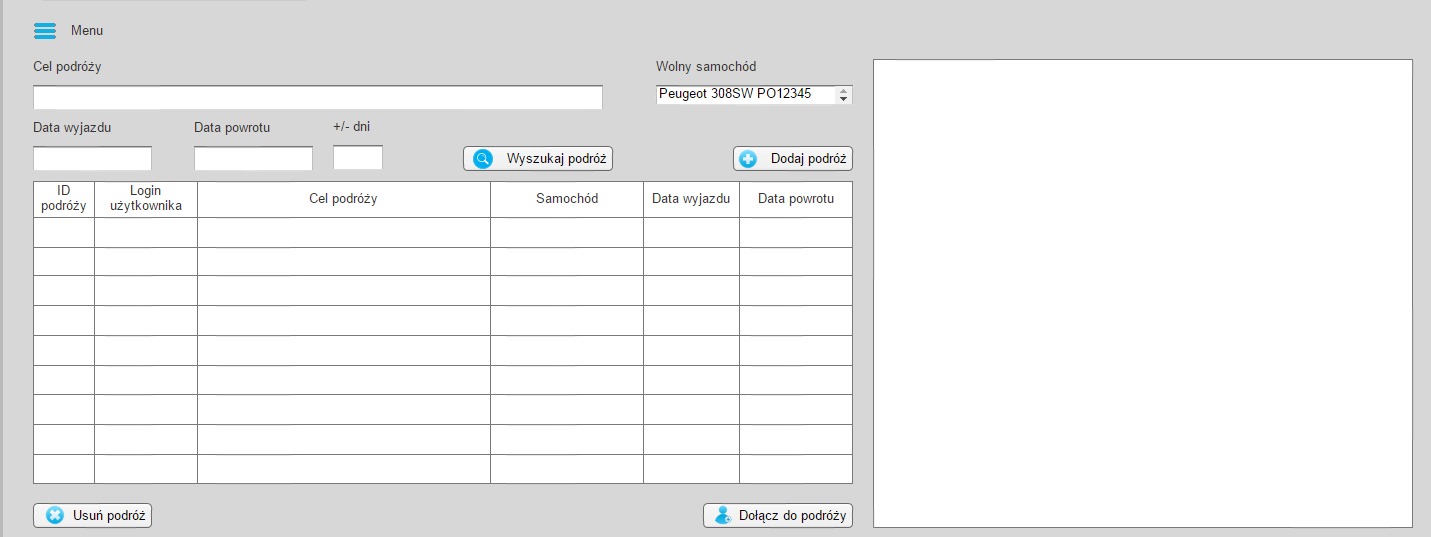 Menu
Cel podróży
Wolny samochód
Peugeot 308SW PO12345
Data wyjazdu
Data powrotu
+/- dni
Wyszukaj podróż
Dodaj podróż
ID podróży
Login użytkownika
Cel podróży
Samochód
Data wyjazdu
Data powrotu
Usuń podróż
Dołącz do podróży